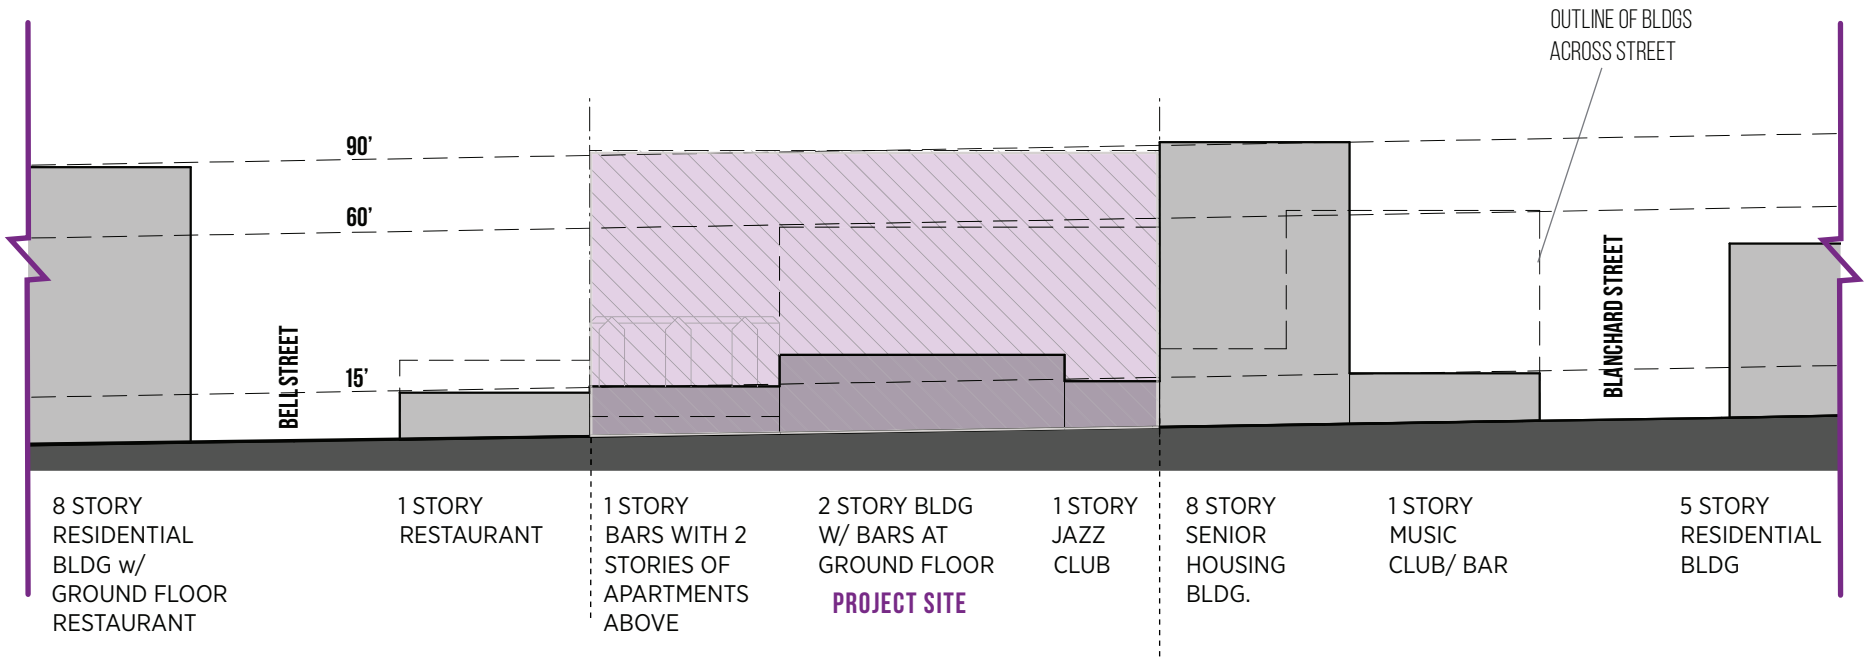 OUTLINE OF BLDGS
ACROSS STREET
90’
60’
15’
BELL STREET
BLANCHARD STREET
8 STORY
RESIDENTIAL
BLDG w/
GROUND FLOOR
RESTAURANT
1 STORY
RESTAURANT
1 STORY
BARS WITH 2
STORIES OF
APARTMENTS
ABOVE
2 STORY BLDG
W/ BARS AT
GROUND FLOOR
PROJECT SITE
1 STORY
JAZZ
CLUB
8 STORY
SENIOR
HOUSING
BLDG.
1 STORY
MUSIC
CLUB/ BAR
5 STORY
RESIDENTIAL
BLDG